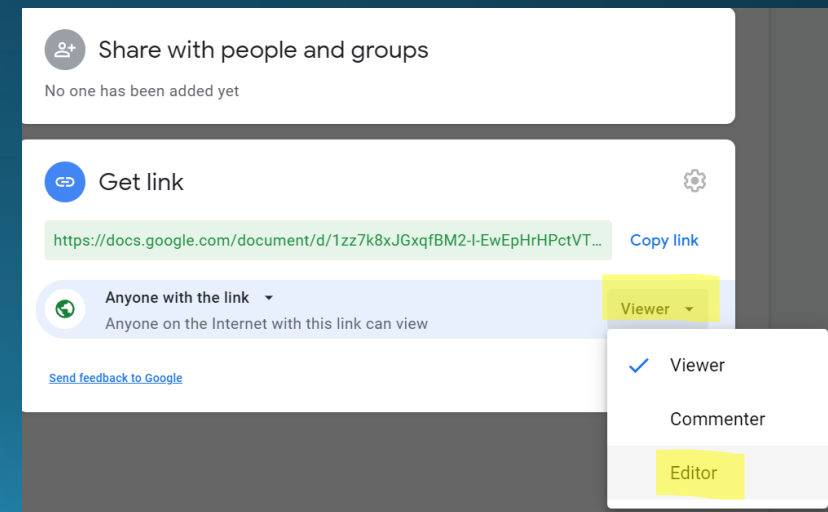 Share with people and groups
No one has been added yet
Get link
https://docs.google.com/document/d/1zz7k8xJGxqfBM2-I-EwEpHrHPctVT... Copy link
Anyone with the link
Anyone on the Internet with this link can view
Viewer
Send feedback to Google
Viewer
Commenter
Editor